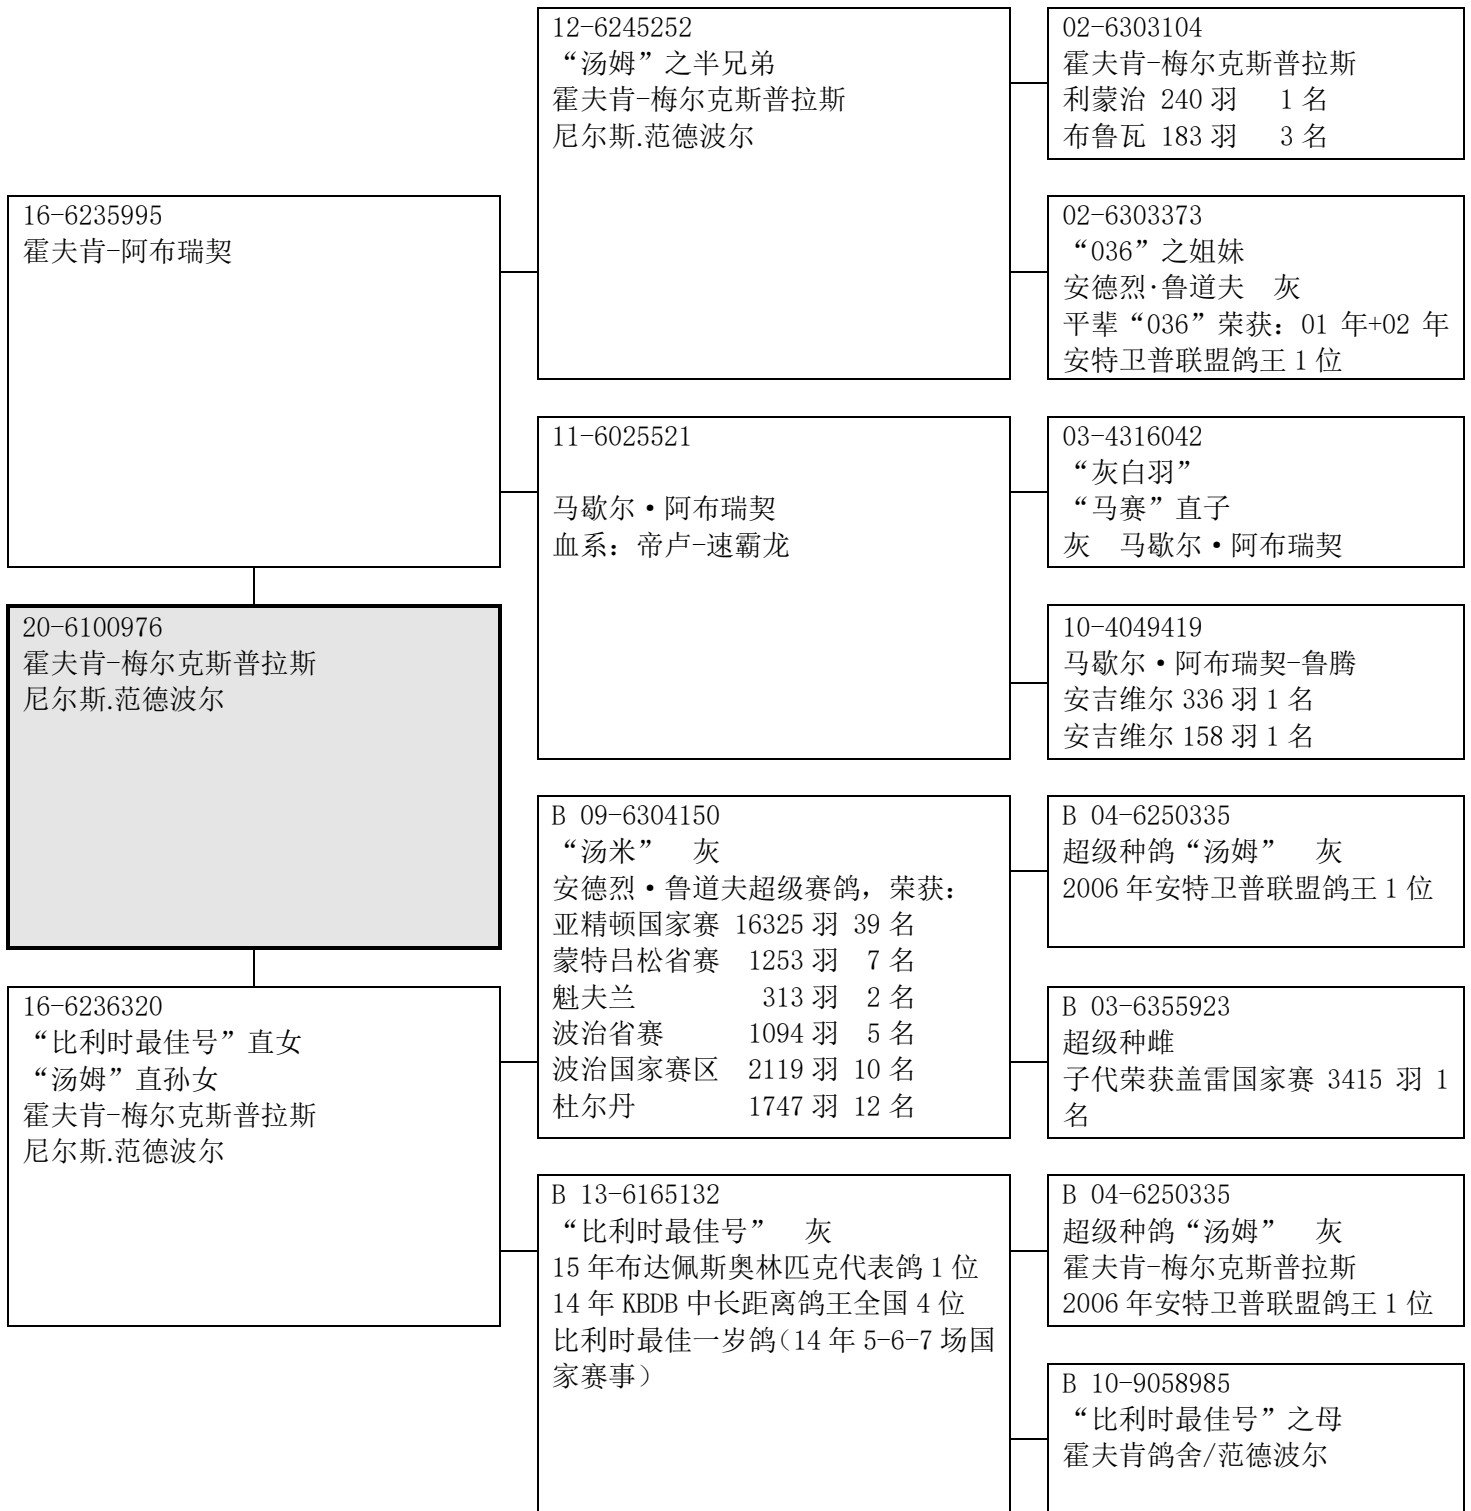 12-6245252
“汤姆”之半兄弟
霍夫肯-梅尔克斯普拉斯
尼尔斯.范德波尔
02-6303104
霍夫肯-梅尔克斯普拉斯
利蒙治 240 羽 1 名
布鲁瓦 183 羽 3 名
16-6235995
霍夫肯-阿布瑞契
02-6303373
“036”之姐妹
安德烈·鲁道夫 灰
平辈“036”荣获：01 年+02 年
安特卫普联盟鸽王 1 位
11-6025521
马歇尔·阿布瑞契
血系：帝卢-速霸龙
03-4316042
“灰白羽”
“马赛”直子
灰 马歇尔·阿布瑞契
20-6100976
霍夫肯-梅尔克斯普拉斯
尼尔斯.范德波尔
10-4049419
马歇尔·阿布瑞契-鲁腾
安吉维尔 336 羽 1 名
安吉维尔 158 羽 1 名
B 09-6304150
“汤米” 灰
安德烈·鲁道夫超级赛鸽，荣获：
亚精顿国家赛 16325 羽 39 名
蒙特吕松省赛 1253 羽 7 名
魁夫兰 313 羽 2 名
波治省赛 1094 羽 5 名
波治国家赛区 2119 羽 10 名
杜尔丹 1747 羽 12 名
B 04-6250335
超级种鸽“汤姆” 灰
2006 年安特卫普联盟鸽王 1 位
16-6236320
“比利时最佳号”直女
“汤姆”直孙女
霍夫肯-梅尔克斯普拉斯
尼尔斯.范德波尔
B 03-6355923
超级种雌
子代荣获盖雷国家赛 3415 羽 1
名
B 13-6165132
“比利时最佳号” 灰
15 年布达佩斯奥林匹克代表鸽 1 位
14 年 KBDB 中长距离鸽王全国 4 位
比利时最佳一岁鸽（14 年 5-6-7 场国
家赛事）
B 04-6250335
超级种鸽“汤姆” 灰
霍夫肯-梅尔克斯普拉斯
2006 年安特卫普联盟鸽王 1 位
B 10-9058985
“比利时最佳号”之母
霍夫肯鸽舍/范德波尔